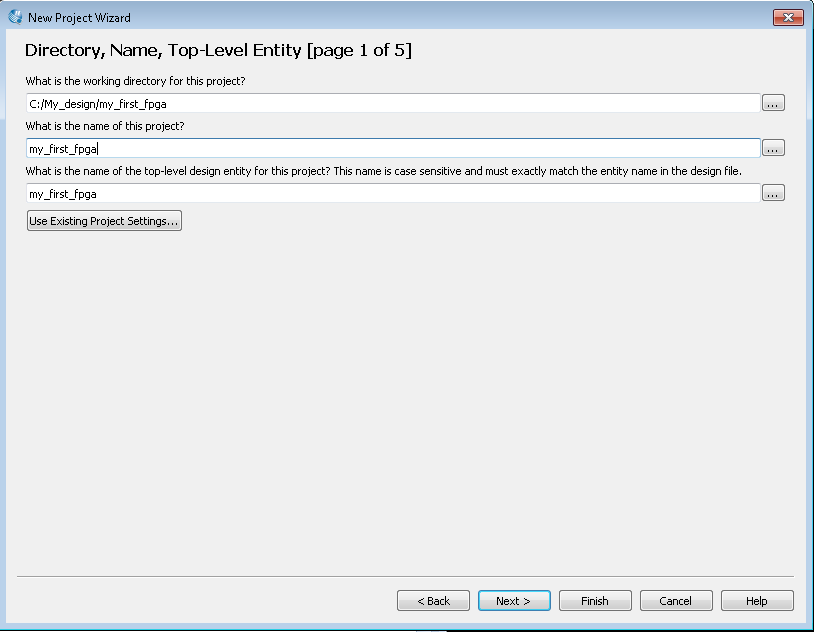 New Project Wizard
Directory, Name, Top-Level Entity [page 1 of 5]
What is the working directory for this project?
C:/My_design/my_first_fpga
...
What is the name of this project?
my_first_fpga
...
What is the name of the top-level design entity for this project? This name is case sensitive and must exactly match the entity name in the design file.
my_first_fpga
...
Use Existing Project Settings...
< Back
Next >
Finish
Cancel
Help